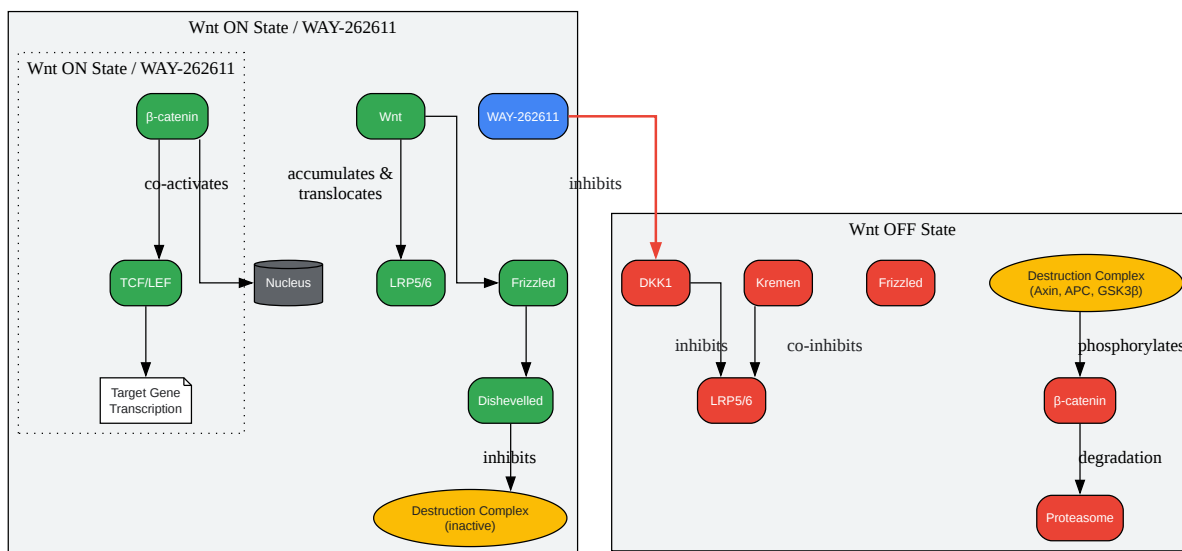 Wnt ON State / WAY-262611
Wnt ON State / WAY-262611
β-catenin
Wnt
WAY-262611
co-activates
accumulates &
translocates
inhibits
Wnt OFF State
TCF/LEF
Nucleus
LRP5/6
Frizzled
DKK1
Kremen
Frizzled
Destruction Complex
(Axin, APC, GSK3β)
inhibits
co-inhibits
phosphorylates
Target Gene
Transcription
Dishevelled
LRP5/6
β-catenin
inhibits
degradation
Destruction Complex
(inactive)
Proteasome